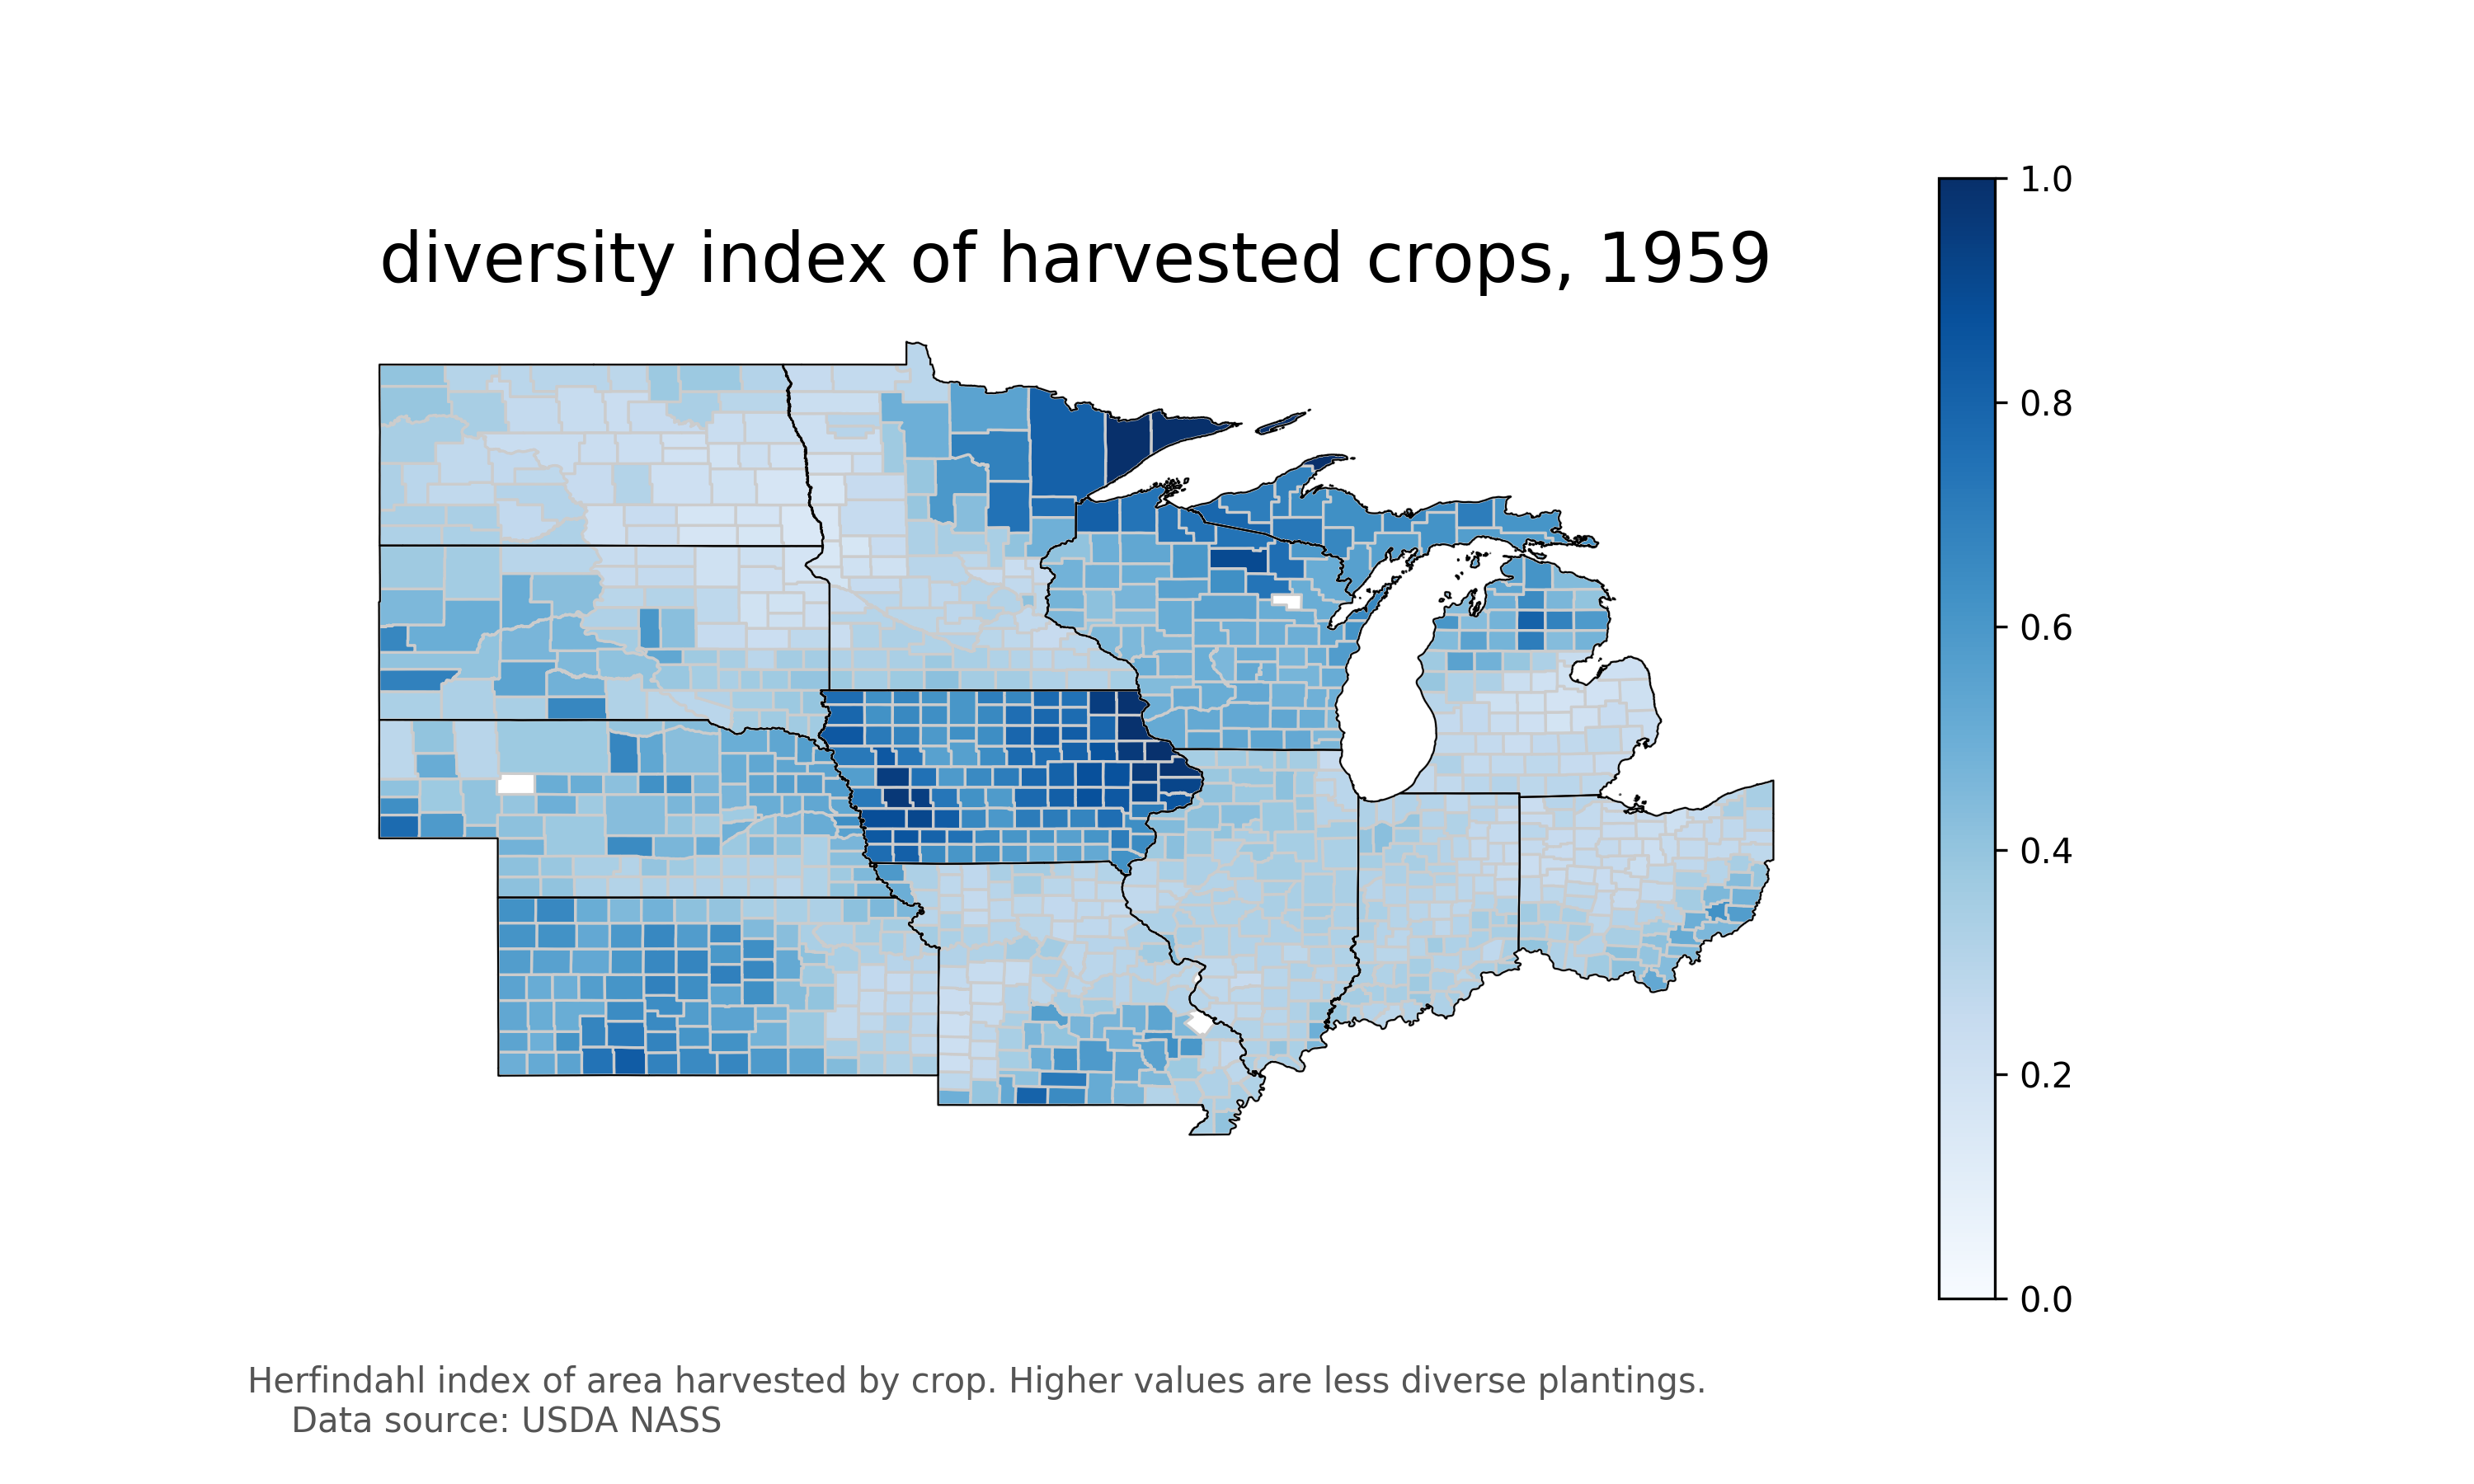 diversity index of harvested crops, 1959
1.0
0.8
0.6
0.4
0.2
0.0
Herfindahl index of area harvested by crop. Higher values are less diverse plantings.
Data source: USDA NASS